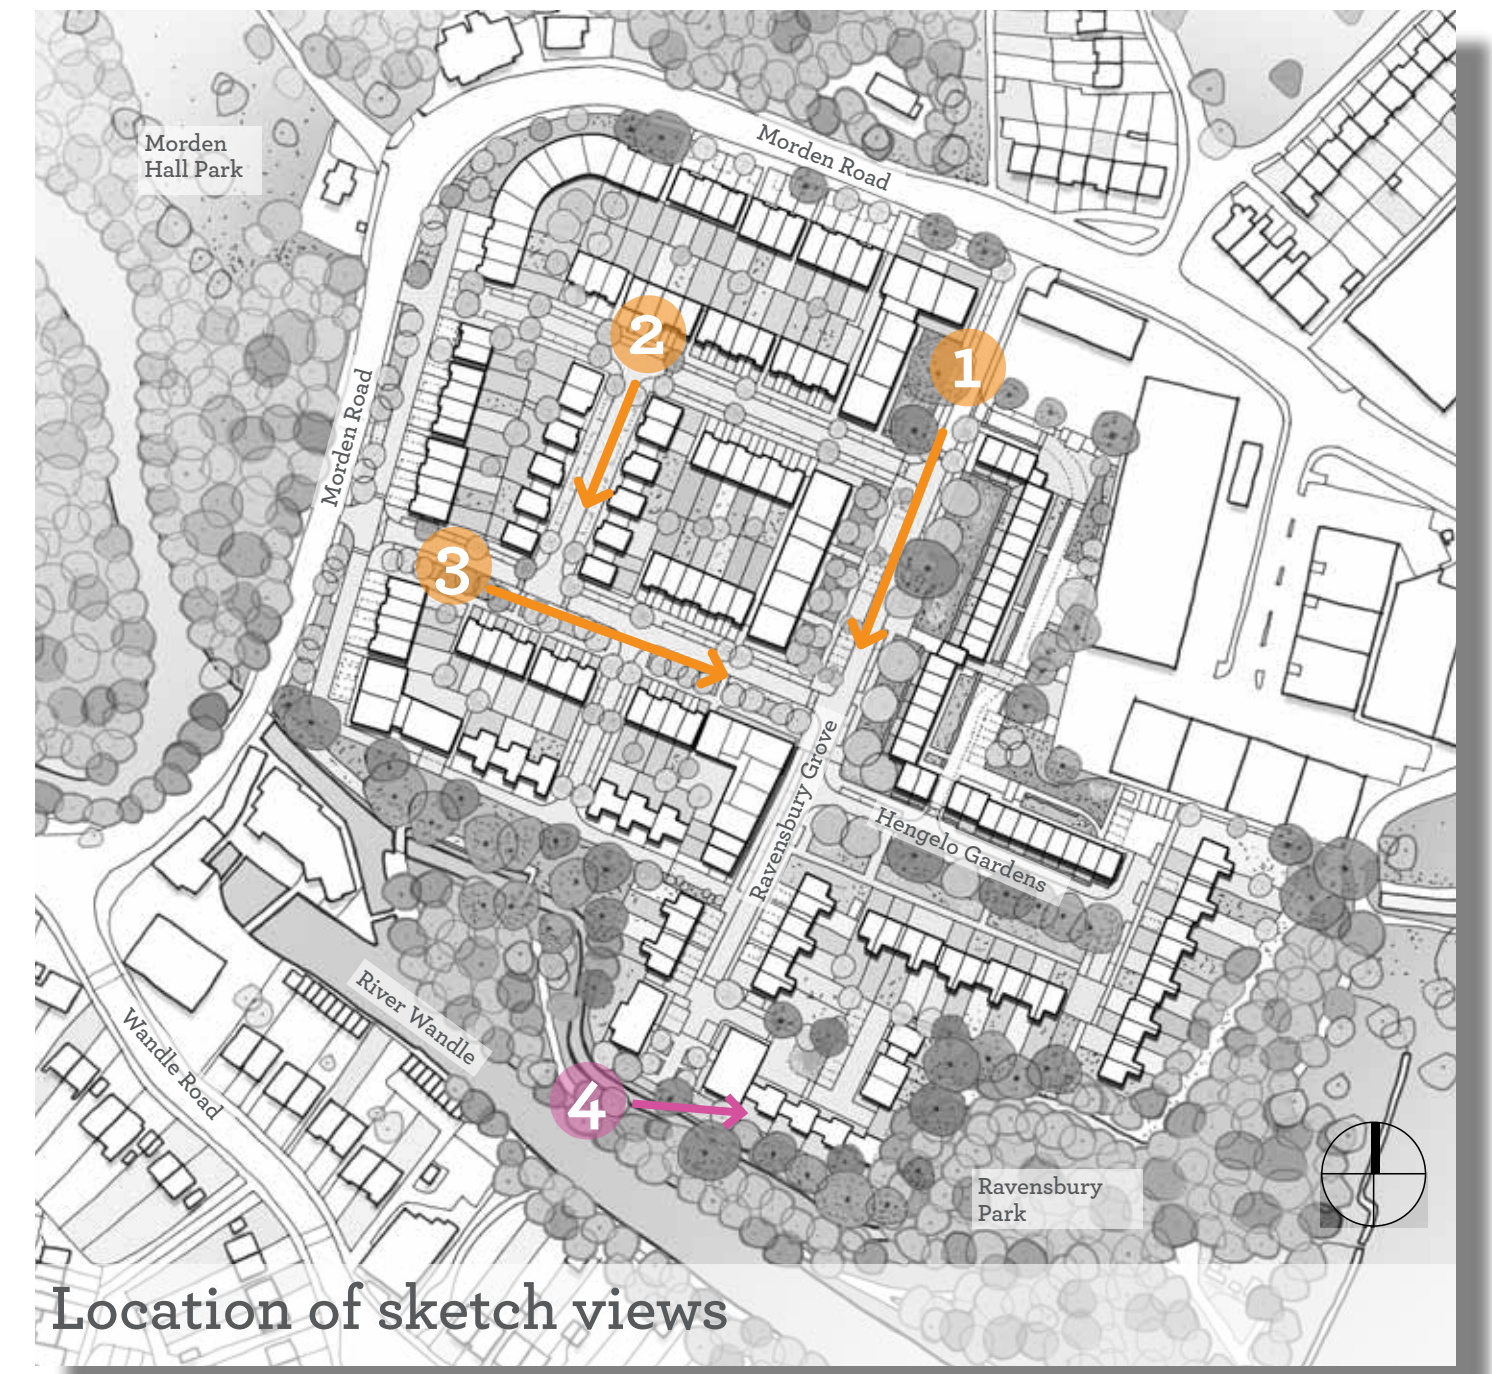 Morden
Hall Park
Morden Road
2
1
Morden Road
3
Ravensbury Grove
Hengelo Gardens
River Wandle
Wandle Road
4
Ravensbury
Park
Location of sketch views